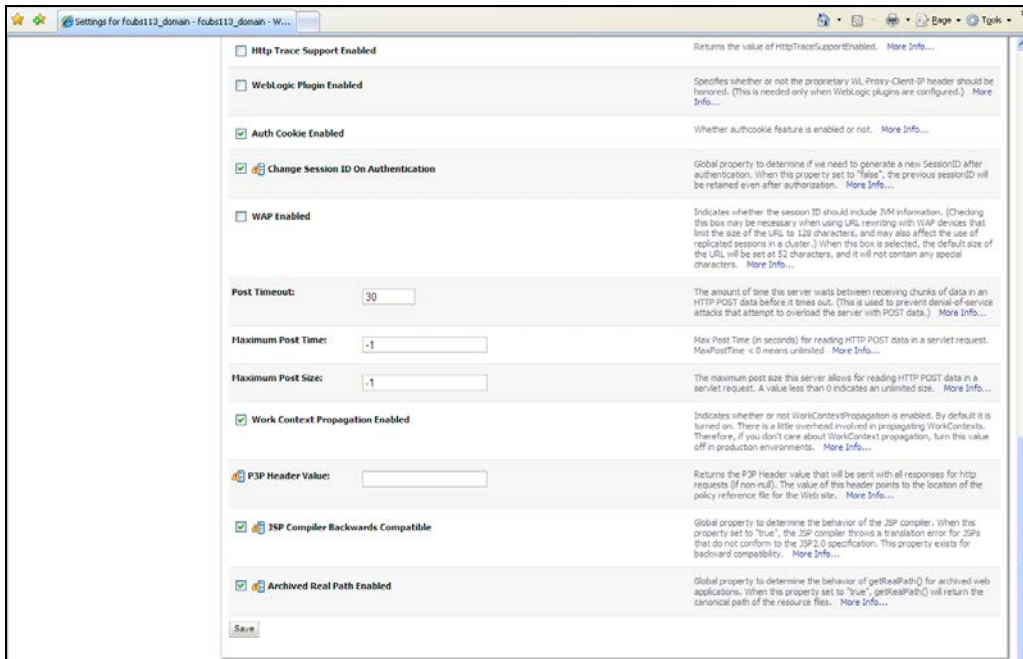 Settings for fcubs113_domain - fcubs113_domain - W...
Page
Tools
Http Trace Support Enabled
Returns the value of HttpTraceSupportEnabled. More Info...
WebLogic Plugin Enabled
Specifies whether or not the proprietary WL-Proxy-Client-IP header should be
honored. (This is needed only when WebLogic plugins are configured.) More
Info...
Auth Cookie Enabled
Whether authcookie feature is enabled or not. More Info...
Change Session ID On Authentication
Global property to determine if we need to generate a new SessionID after
authentication. When this property set to "false", the previous sessionID will
be retained even after authorization. More Info...
WAP Enabled
Indicates whether the session ID should include JVM information. (Checking
this box may be necessary when using URL rewriting with WAP devices that
limit the size of the URL to 128 characters, and may also affect the use of
replicated sessions in a cluster.) When this box is selected, the default size of
the URL will be set at 52 characters, and it will not contain any special
characters. More Info...
Post Timeout:
30
The amount of time this server waits between receiving chunks of data in an
HTTP POST data before it times out. (This is used to prevent denial-of-service
attacks that attempt to overload the server with POST data.) More Info...
Maximum Post Time:
-1
Max Post Time (in seconds) for reading HTTP POST data in a servlet request.
MaxPostTime < 0 means unlimited More Info...
Maximum Post Size:
-1
The maximum post size this server allows for reading HTTP POST data in a
servlet request. A value less than 0 indicates an unlimited size. More Info...
Work Context Propagation Enabled
Indicates whether or not WorkContextPropagation is enabled. By default it is
turned on. There is a little overhead involved in propagating WorkContexts.
Therefore, if you don't care about WorkContext propagation, turn this value
off in production environments. More Info...
P3P Header Value:
Returns the P3P Header value that will be sent with all responses for http
requests (if non-null). The value of this header points to the location of the
policy reference file for the Web site. More Info...
JSP Compiler Backwards Compatible
Global property to determine the behavior of the JSP compiler. When this
property set to "true", the JSP compiler throws a translation error for JSPs
that do not conform to the JSP2.0 specification. This property exists for
backward compatibility. More Info...
Archived Real Path Enabled
Global property to determine the behavior of getRealPath() for archived web
applications. When this property set to "true", getRealPath() will return the
canonical path of the resource files. More Info...
Save